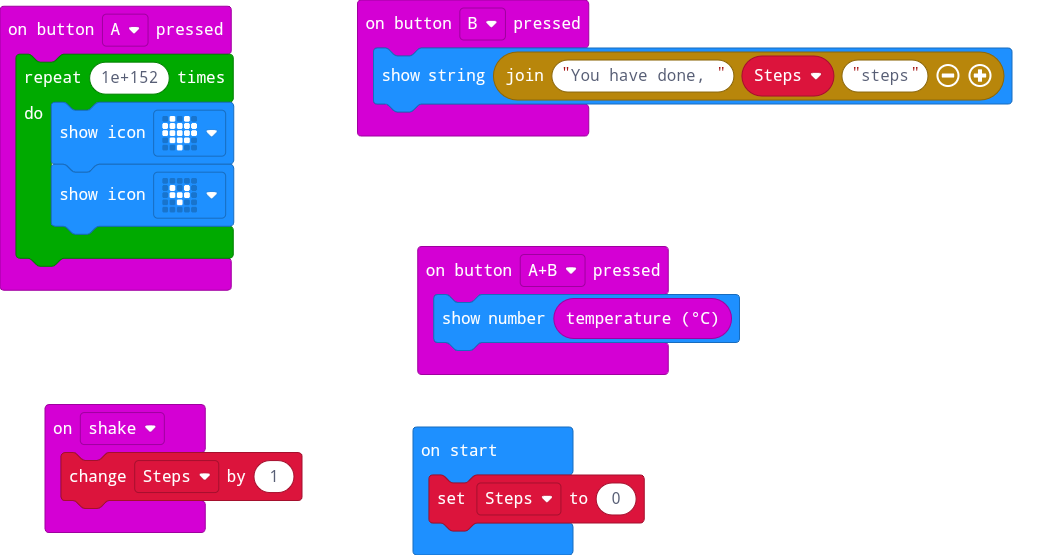 on button A pressed
repeat 1e+152 times
do
show icon
show icon
on button B pressed
show string join "You have done, " Steps "steps"
on button A+B pressed
show number temperature (°C)
on shake
change Steps by 1
on start
set Steps to 0